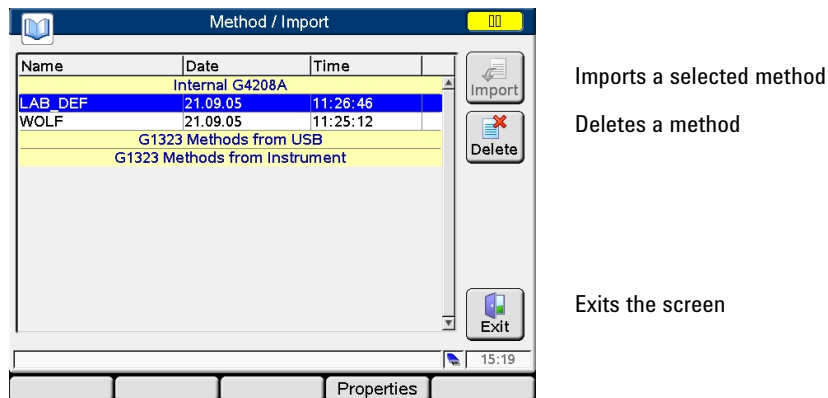 Method / Import
Name Date Time
Internal G4208A
LAB_DEF 21.09.05 11:26:46
WOLF 21.09.05 11:25:12
G1323 Methods from USB
G1323 Methods from Instrument
Import
Imports a selected method
Delete
Deletes a method
Exit
Exits the screen
15:19
Properties